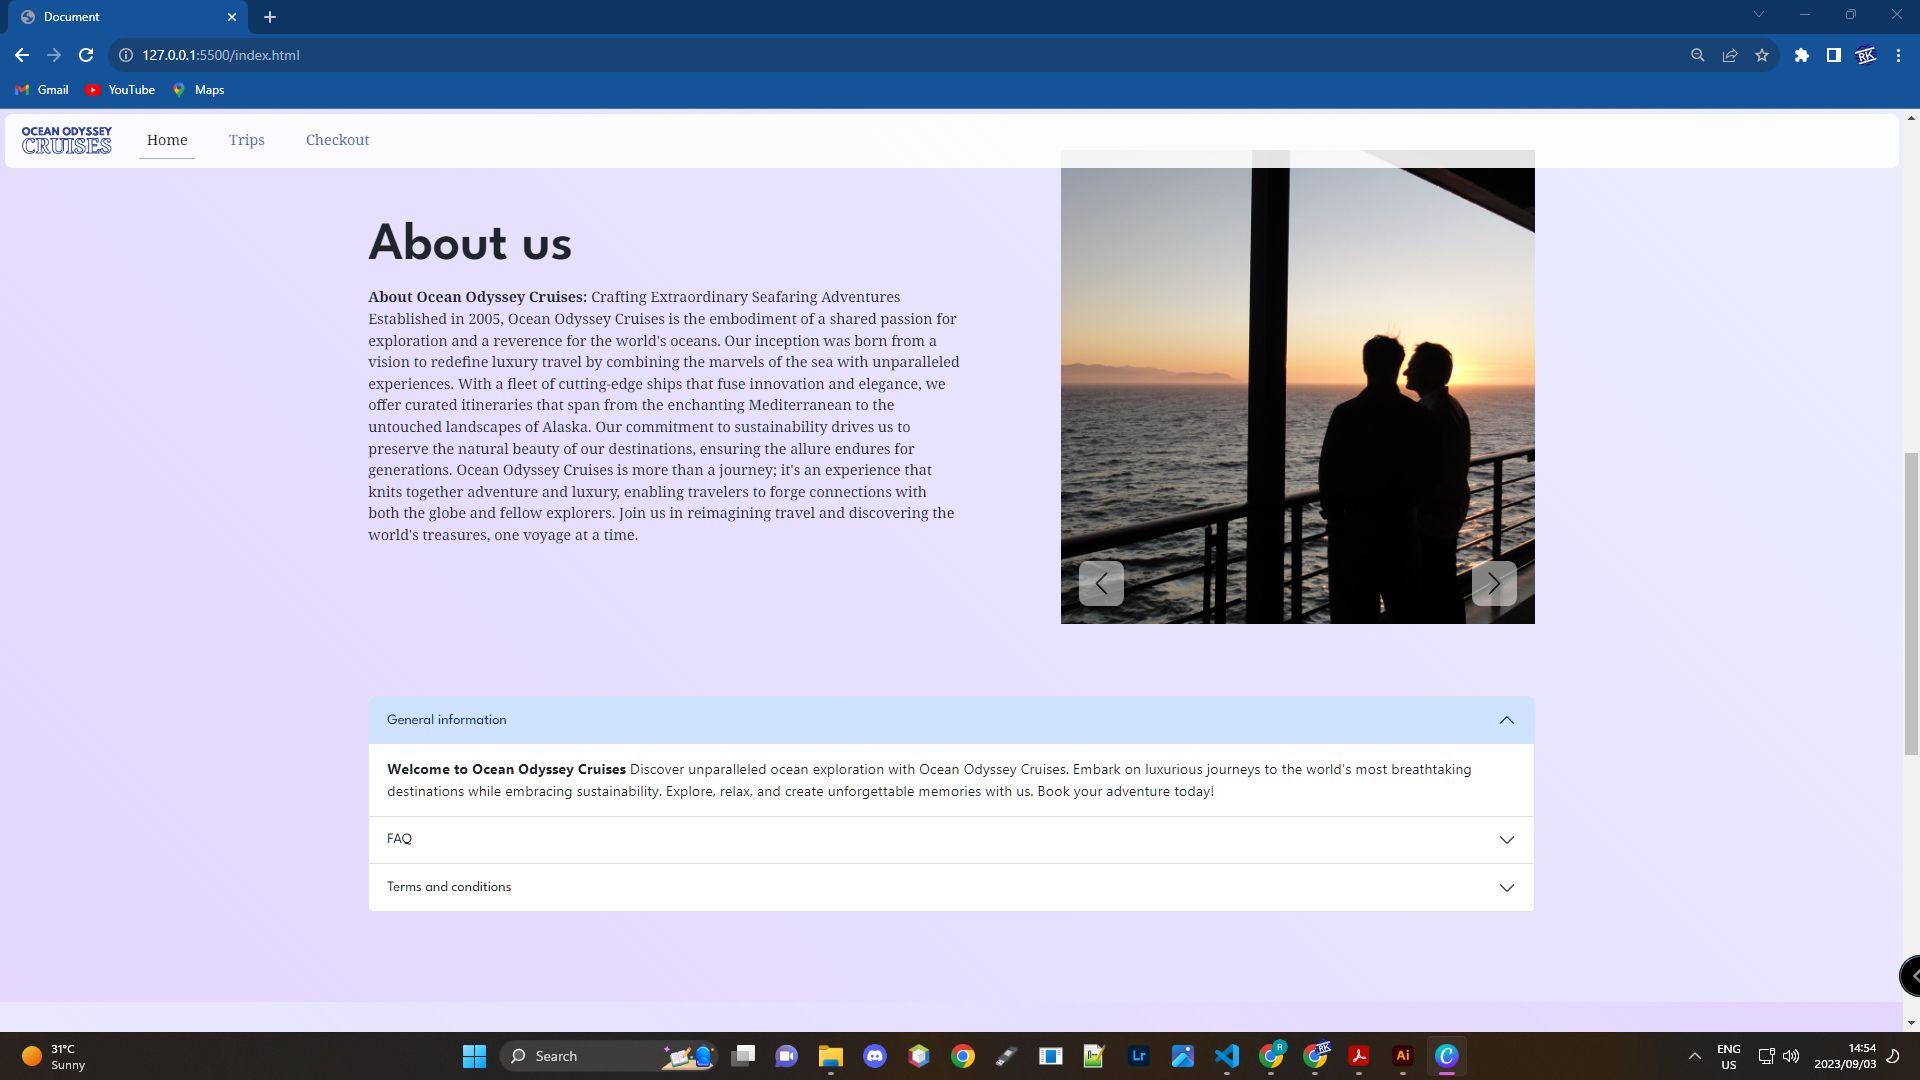 Document
127.0.0.1:5500/index.html
RK
Gmail
YouTube
Maps
OCEAN ODYSSEY
CRUISES
Home
Trips
Checkout
About us
About Ocean Odyssey Cruises: Crafting Extraordinary Seafaring Adventures
Established in 2005, Ocean Odyssey Cruises is the embodiment of a shared passion for
exploration and a reverence for the world's oceans. Our inception was born from a
vision to redefine luxury travel by combining the marvels of the sea with unparalleled
experiences. With a fleet of cutting-edge ships that fuse innovation and elegance, we
offer curated itineraries that span from the enchanting Mediterranean to the
untouched landscapes of Alaska. Our commitment to sustainability drives us to
preserve the natural beauty of our destinations, ensuring the allure endures for
generations. Ocean Odyssey Cruises is more than a journey; it's an experience that
knits together adventure and luxury, enabling travelers to forge connections with
both the globe and fellow explorers. Join us in reimagining travel and discovering the
world's treasures, one voyage at a time.
General information
Welcome to Ocean Odyssey Cruises Discover unparalleled ocean exploration with Ocean Odyssey Cruises. Embark on luxurious journeys to the world's most breathtaking
destinations while embracing sustainability. Explore, relax, and create unforgettable memories with us. Book your adventure today!
FAQ
Terms and conditions
31°C
Sunny
Search
Lr
R
RK
Ai
C
ENG
US
14:54
2023/09/03